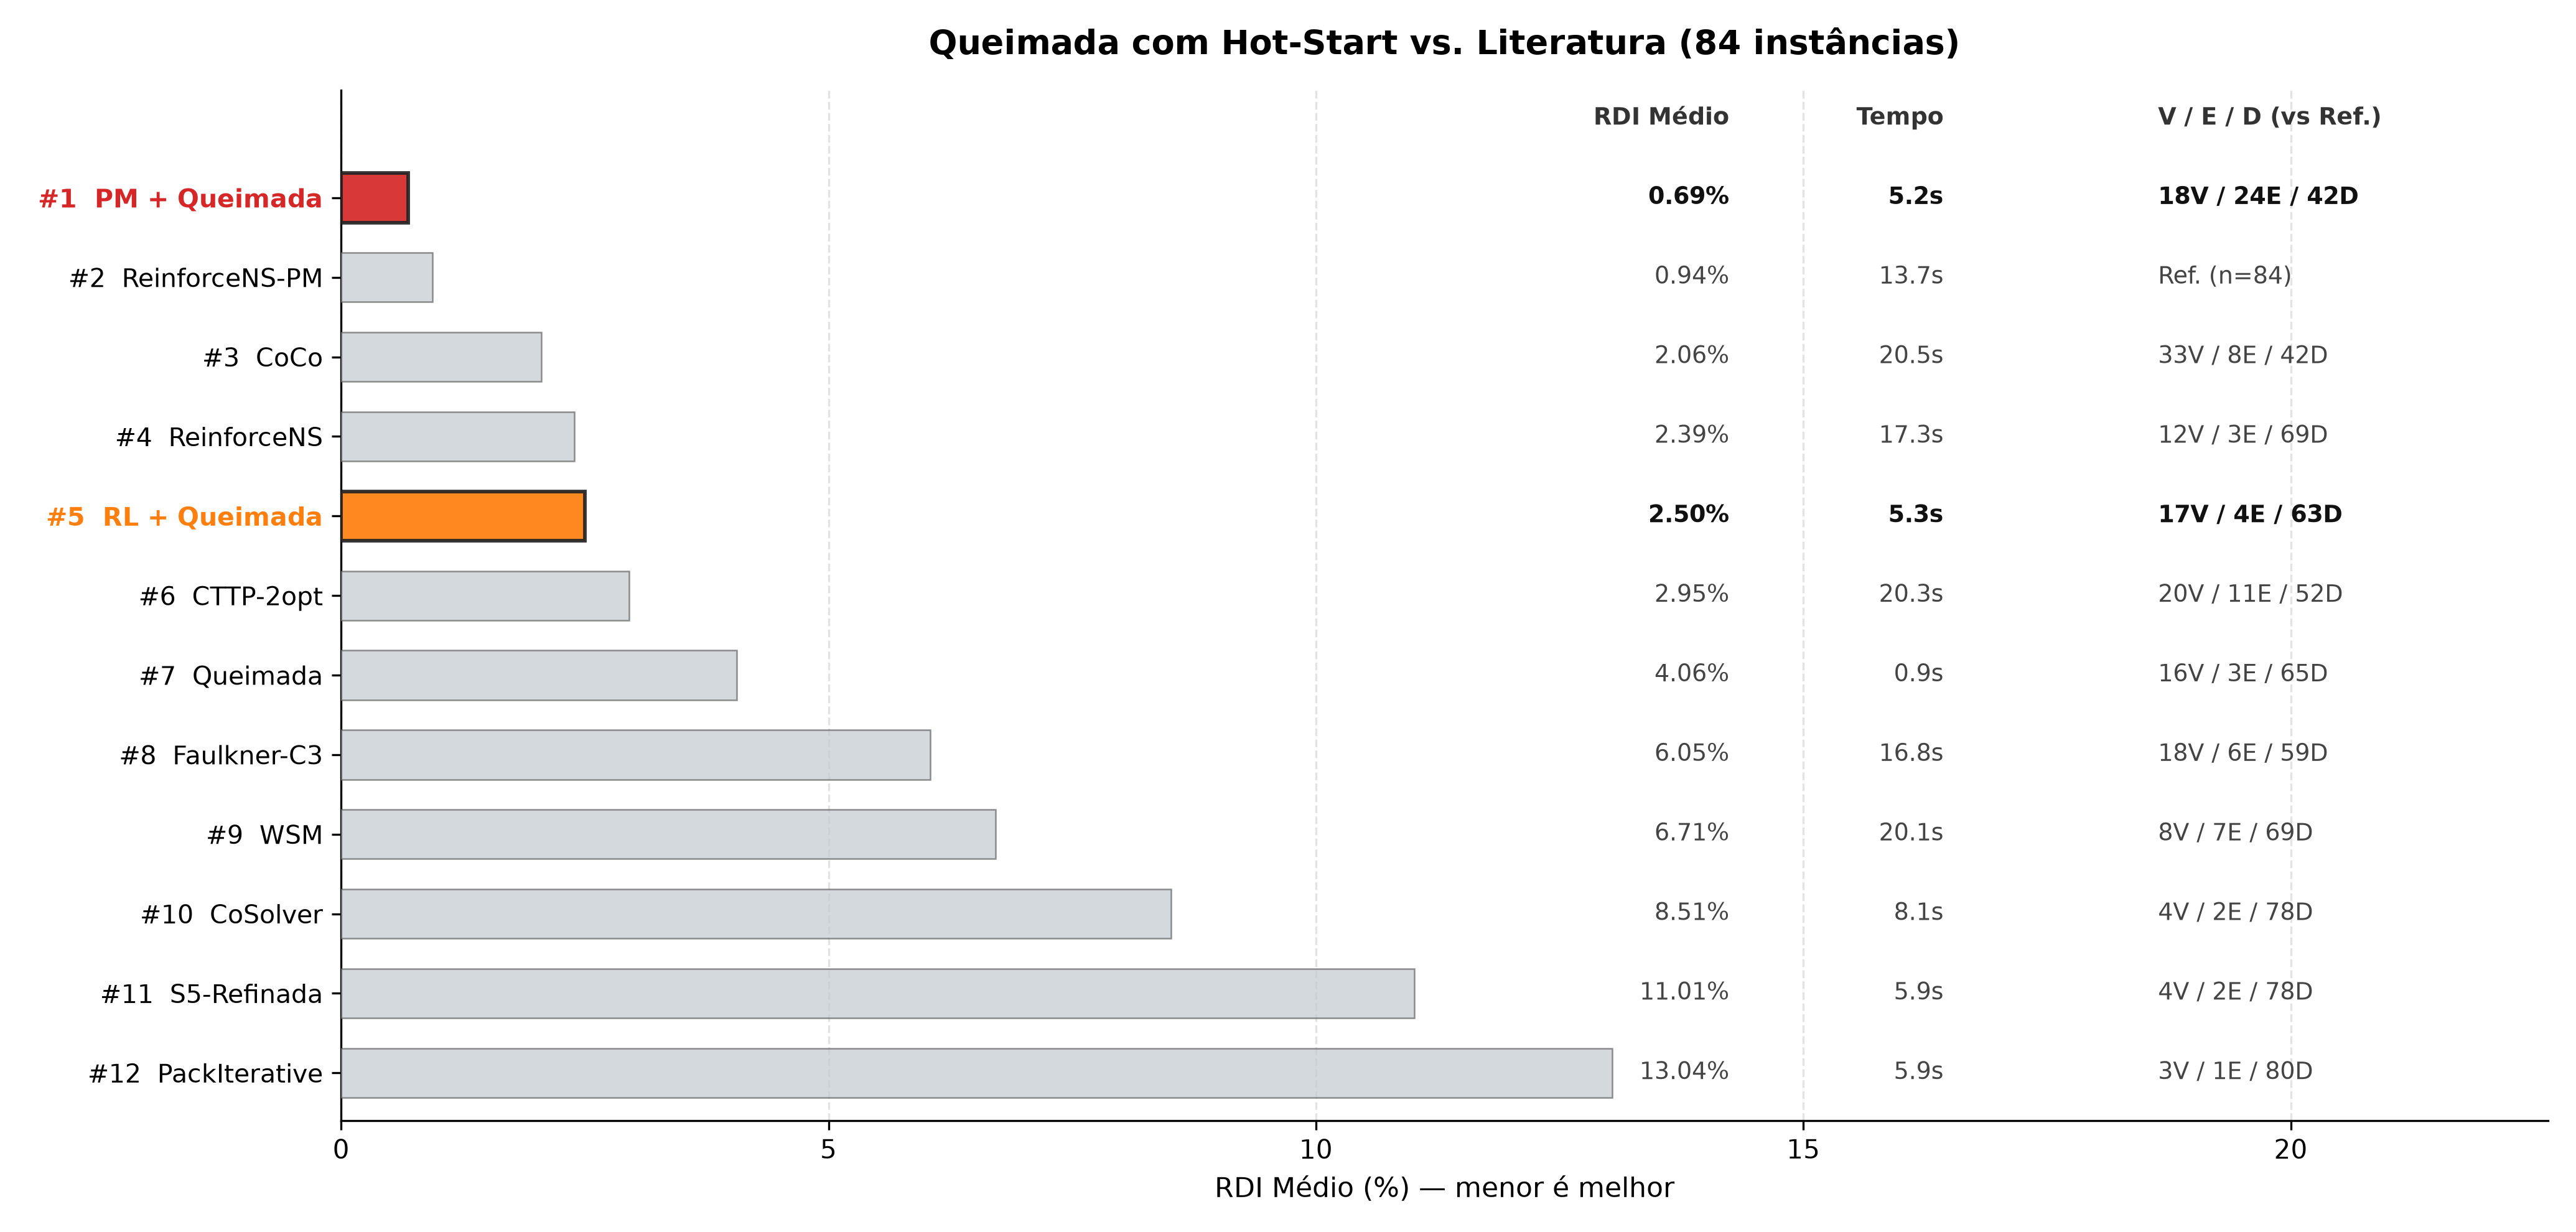 Queimada com Hot-Start vs. Literatura (84 instâncias)
RDI Médio Tempo V / E / D (vs Ref.)
#1 PM + Queimada 0.69% 5.2s 18V / 24E / 42D
#2 ReinforceNS-PM 0.94% 13.7s Ref. (n=84)
#3 CoCo 2.06% 20.5s 33V / 8E / 42D
#4 ReinforceNS 2.39% 17.3s 12V / 3E / 69D
#5 RL + Queimada 2.50% 5.3s 17V / 4E / 63D
#6 CTTP-2opt 2.95% 20.3s 20V / 11E / 52D
#7 Queimada 4.06% 0.9s 16V / 3E / 65D
#8 Faulkner-C3 6.05% 16.8s 18V / 6E / 59D
#9 WSM 6.71% 20.1s 8V / 7E / 69D
#10 CoSolver 8.51% 8.1s 4V / 2E / 78D
#11 S5-Refinada 11.01% 5.9s 4V / 2E / 78D
#12 PackIterative 13.04% 5.9s 3V / 1E / 80D
0 5 10 15 20
RDI Médio (%) — menor é melhor